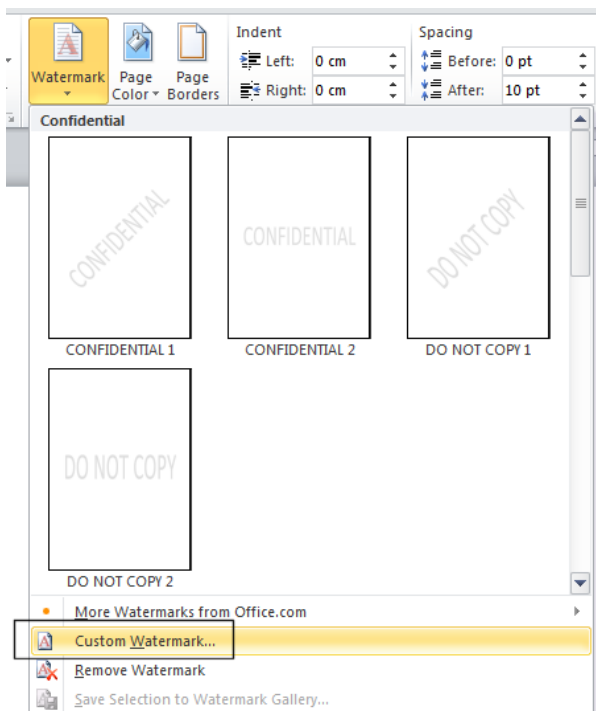 Indent
Spacing
Left: 0 cm
Before: 0 pt
Watermark
Page Color
Page Borders
Right: 0 cm
After: 10 pt
Confidential
CONFIDENTIAL
CONFIDENTIAL
DO NOT COPY
CONFIDENTIAL 1
CONFIDENTIAL 2
DO NOT COPY 1
DO NOT COPY
DO NOT COPY 2
More Watermarks from Office.com
Custom Watermark...
Remove Watermark
Save Selection to Watermark Gallery...